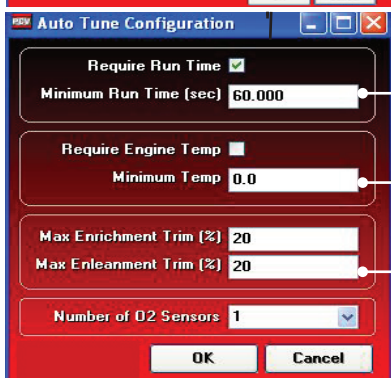 PCV Auto Tune Configuration
Require Run Time
Minimum Run Time (sec) 60.000
Require Engine Temp
Minimum Temp 0.0
Max Enrichment Trim (%) 20
Max Enleanment Trim (%) 20
Number of O2 Sensors 1
OK Cancel